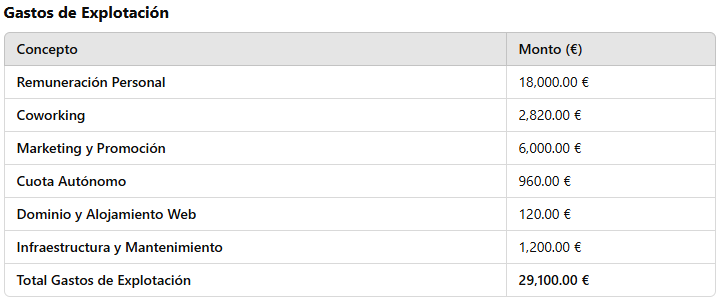 Gastos de Explotación
Concepto Monto (€)
Remuneración Personal 18,000.00 €
Coworking 2,820.00 €
Marketing y Promoción 6,000.00 €
Cuota Autónomo 960.00 €
Dominio y Alojamiento Web 120.00 €
Infraestructura y Mantenimiento 1,200.00 €
Total Gastos de Explotación 29,100.00 €